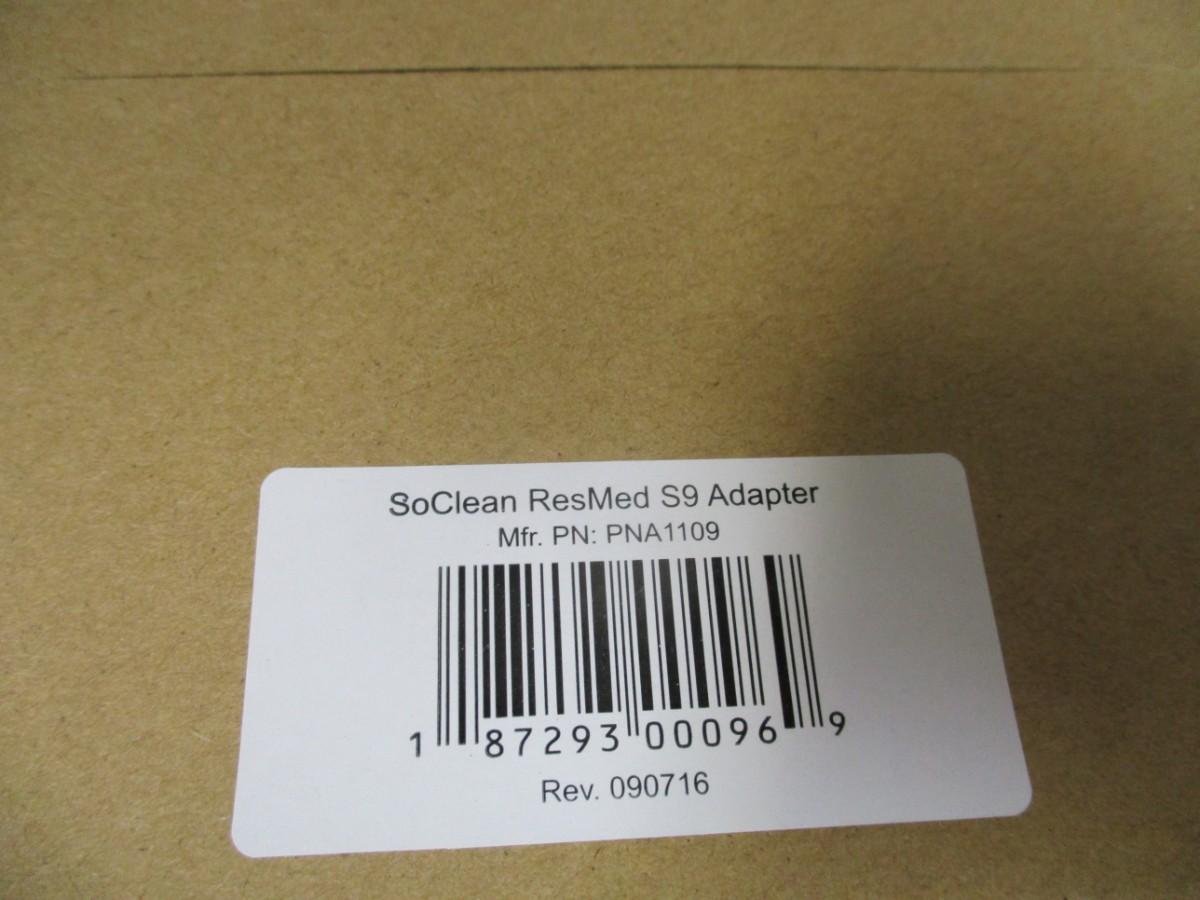 SoClean ResMed S9 Adapter
Mfr. PN: PNA1109
1 87293 00096 9
Rev. 090716